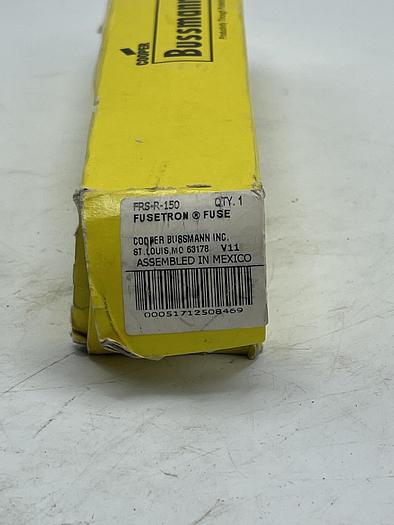 COOPER
Bussmann
FRS-R-150 QTY. 1
FUSETRON ® FUSE
COOPER BUSSMANN INC.
ST.LOUIS,MO 63178 V11
ASSEMBLED IN MEXICO
00051712508469